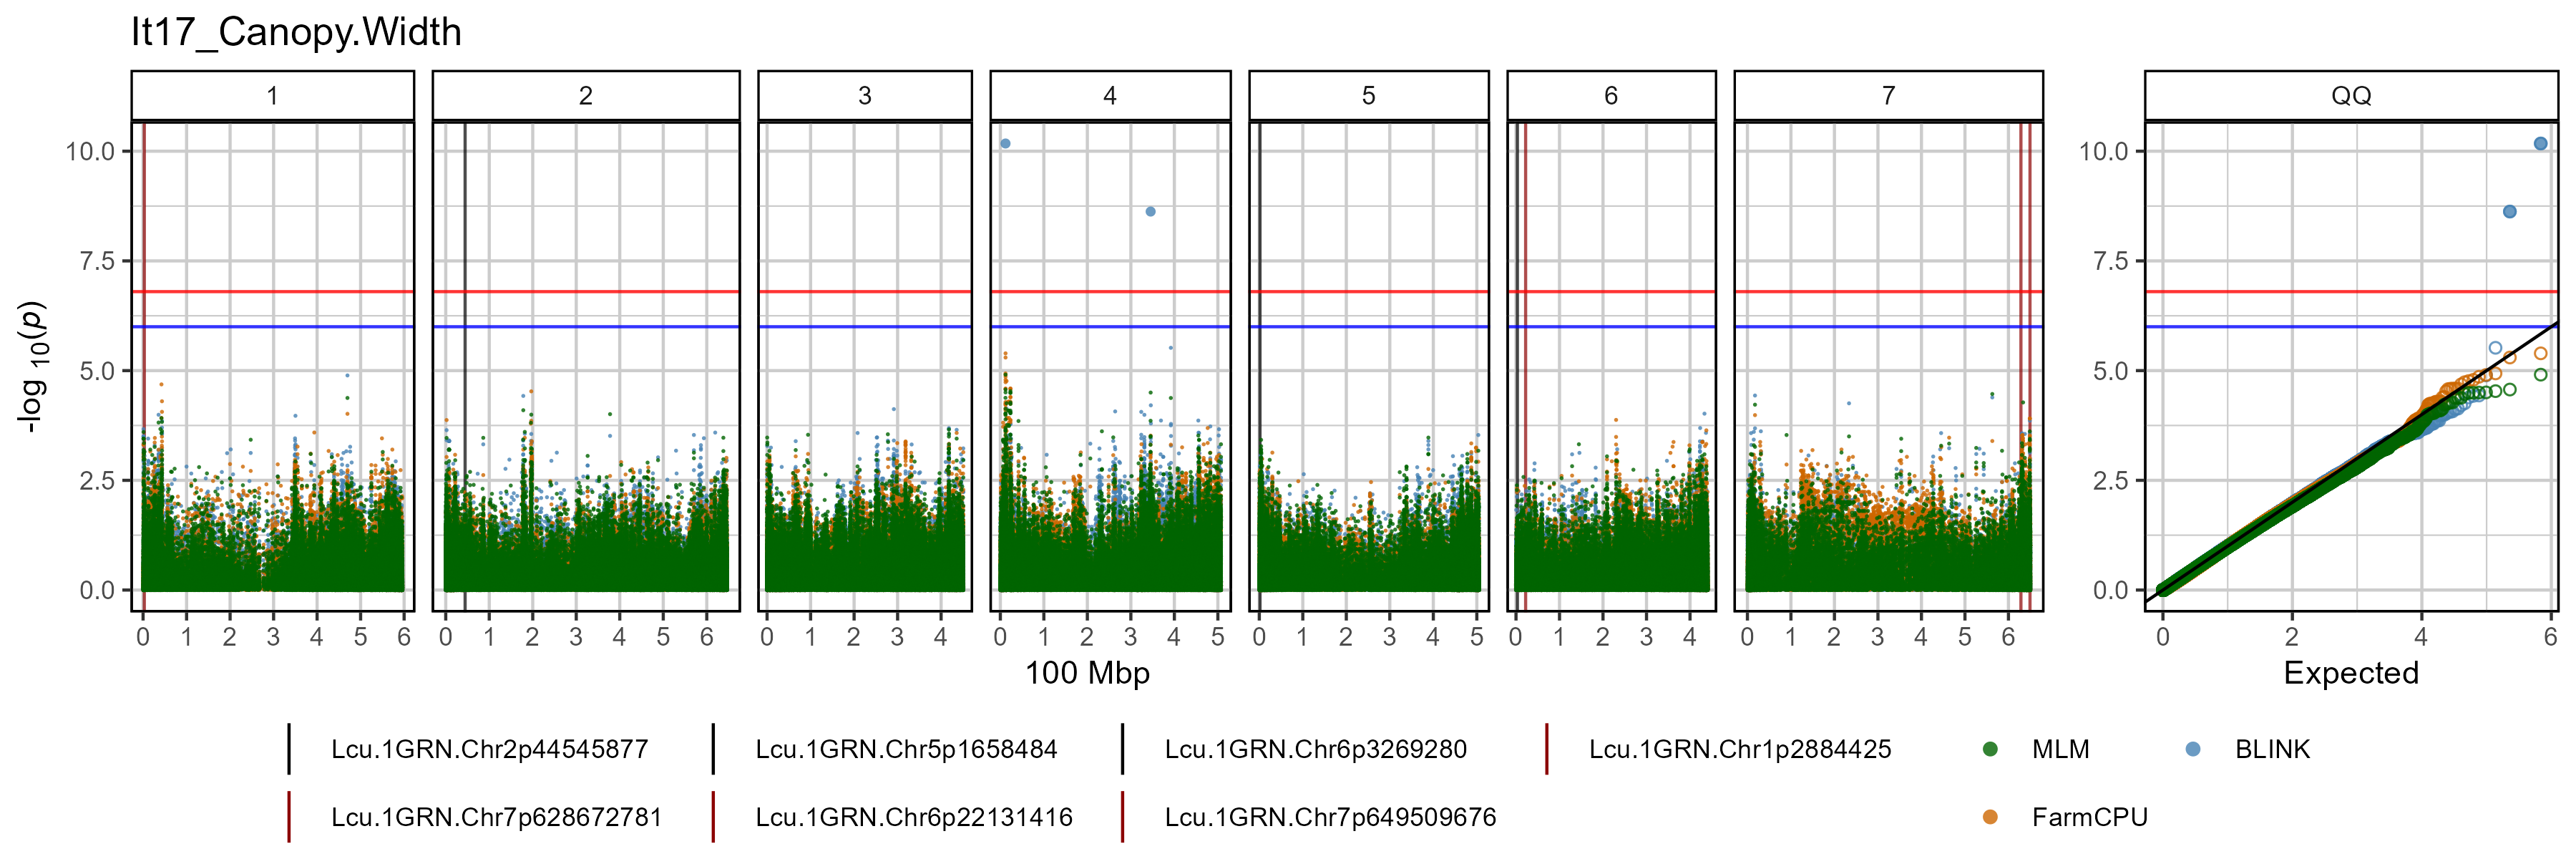 It17_Canopy.Width
1 2 3 4 5 6 7 QQ
10.0 10.0
7.5 7.5
5.0 5.0
2.5 2.5
0.0 0.0
-log 10(p)
0 1 2 3 4 5 6 0 1 2 3 4 5 6 0 1 2 3 4 0 1 2 3 4 5 0 1 2 3 4 5 0 1 2 3 4 0 1 2 3 4 5 6 0 2 4 6
100 Mbp Expected
Lcu.1GRN.Chr2p44545877 Lcu.1GRN.Chr5p1658484 Lcu.1GRN.Chr6p3269280 Lcu.1GRN.Chr1p2884425 MLM BLINK
Lcu.1GRN.Chr7p628672781 Lcu.1GRN.Chr6p22131416 Lcu.1GRN.Chr7p649509676 FarmCPU